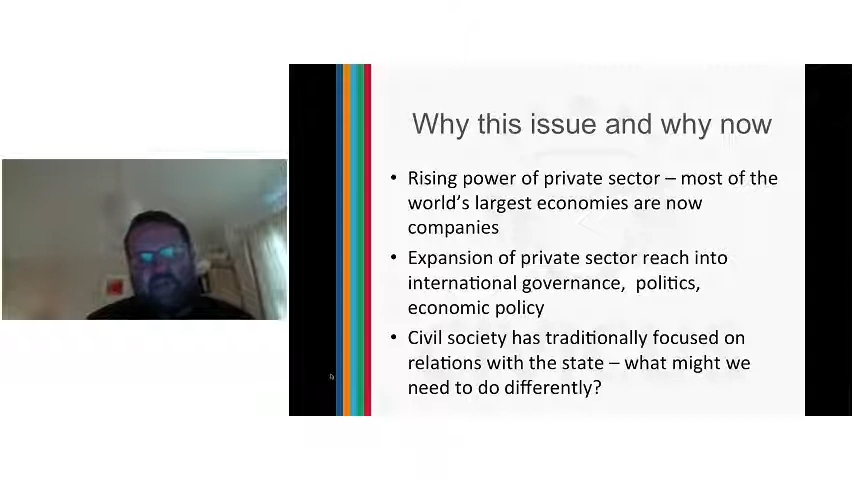 Why this issue and why now
• Rising power of private sector – most of the
world's largest economies are now
companies
• Expansion of private sector reach into
international governance,  politics,
economic policy
• Civil society has traditionally focused on
relations with the state – what might we
need to do differently?